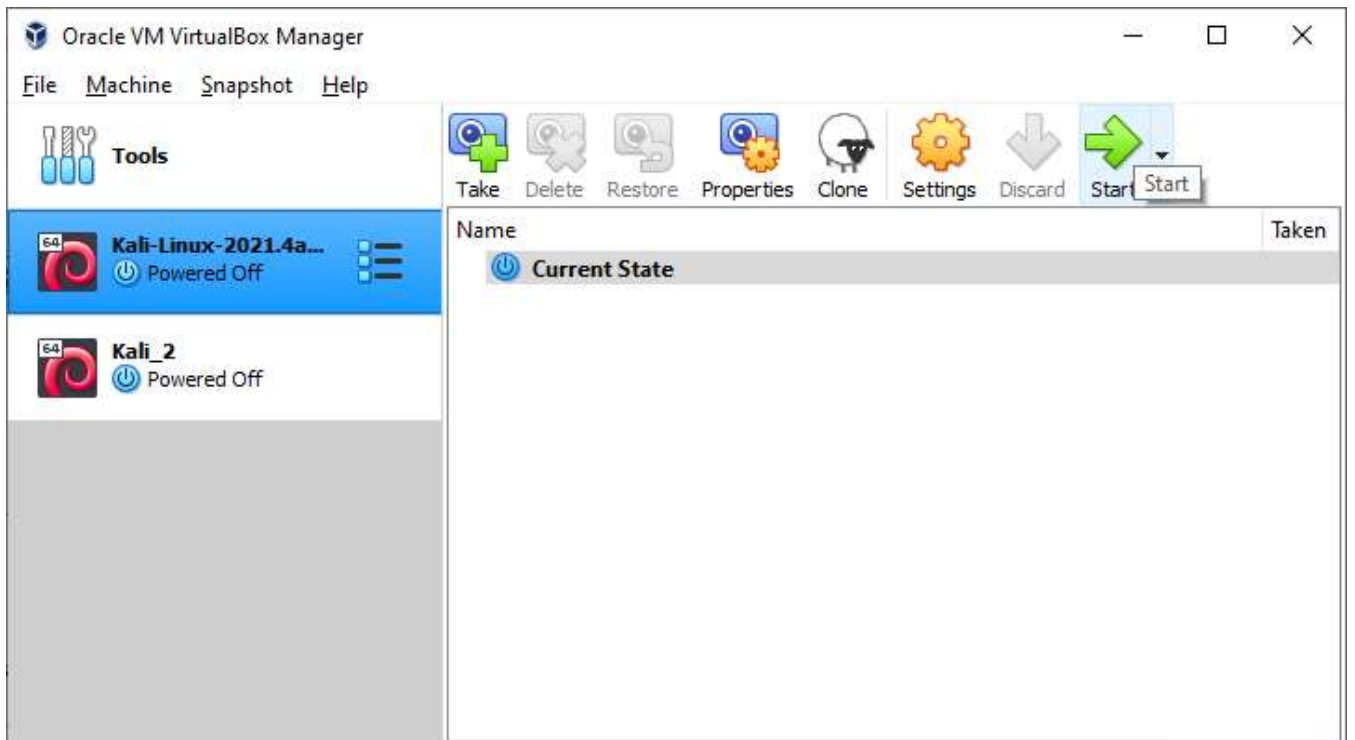 Oracle VM VirtualBox Manager
File Machine Snapshot Help
Tools
Take Delete Restore Properties Clone Settings Discard Start
Start
64 Kali-Linux-2021.4a...
Powered Off
64 Kali_2
Powered Off
Name Taken
Current State